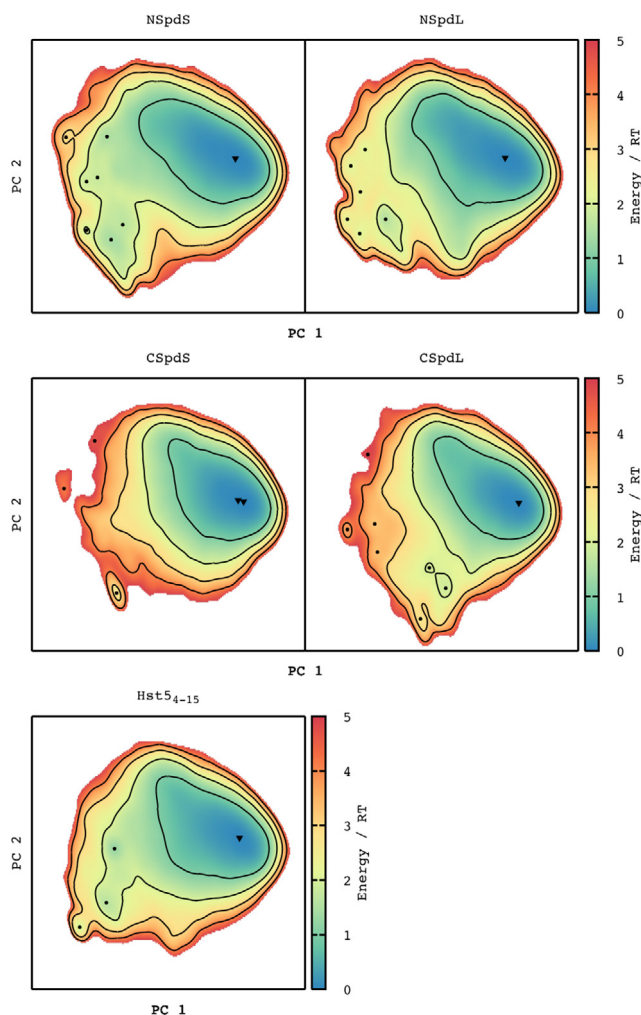 NSpdS NSpdL
5
4
3
2
1
0
Energy / RT
PC 2
PC 1
CSpdS CSpdL
5
4
3
2
1
0
Energy / RT
PC 2
PC 1
Hst5₄₋₁₅
5
4
3
2
1
0
Energy / RT
PC 2
PC 1